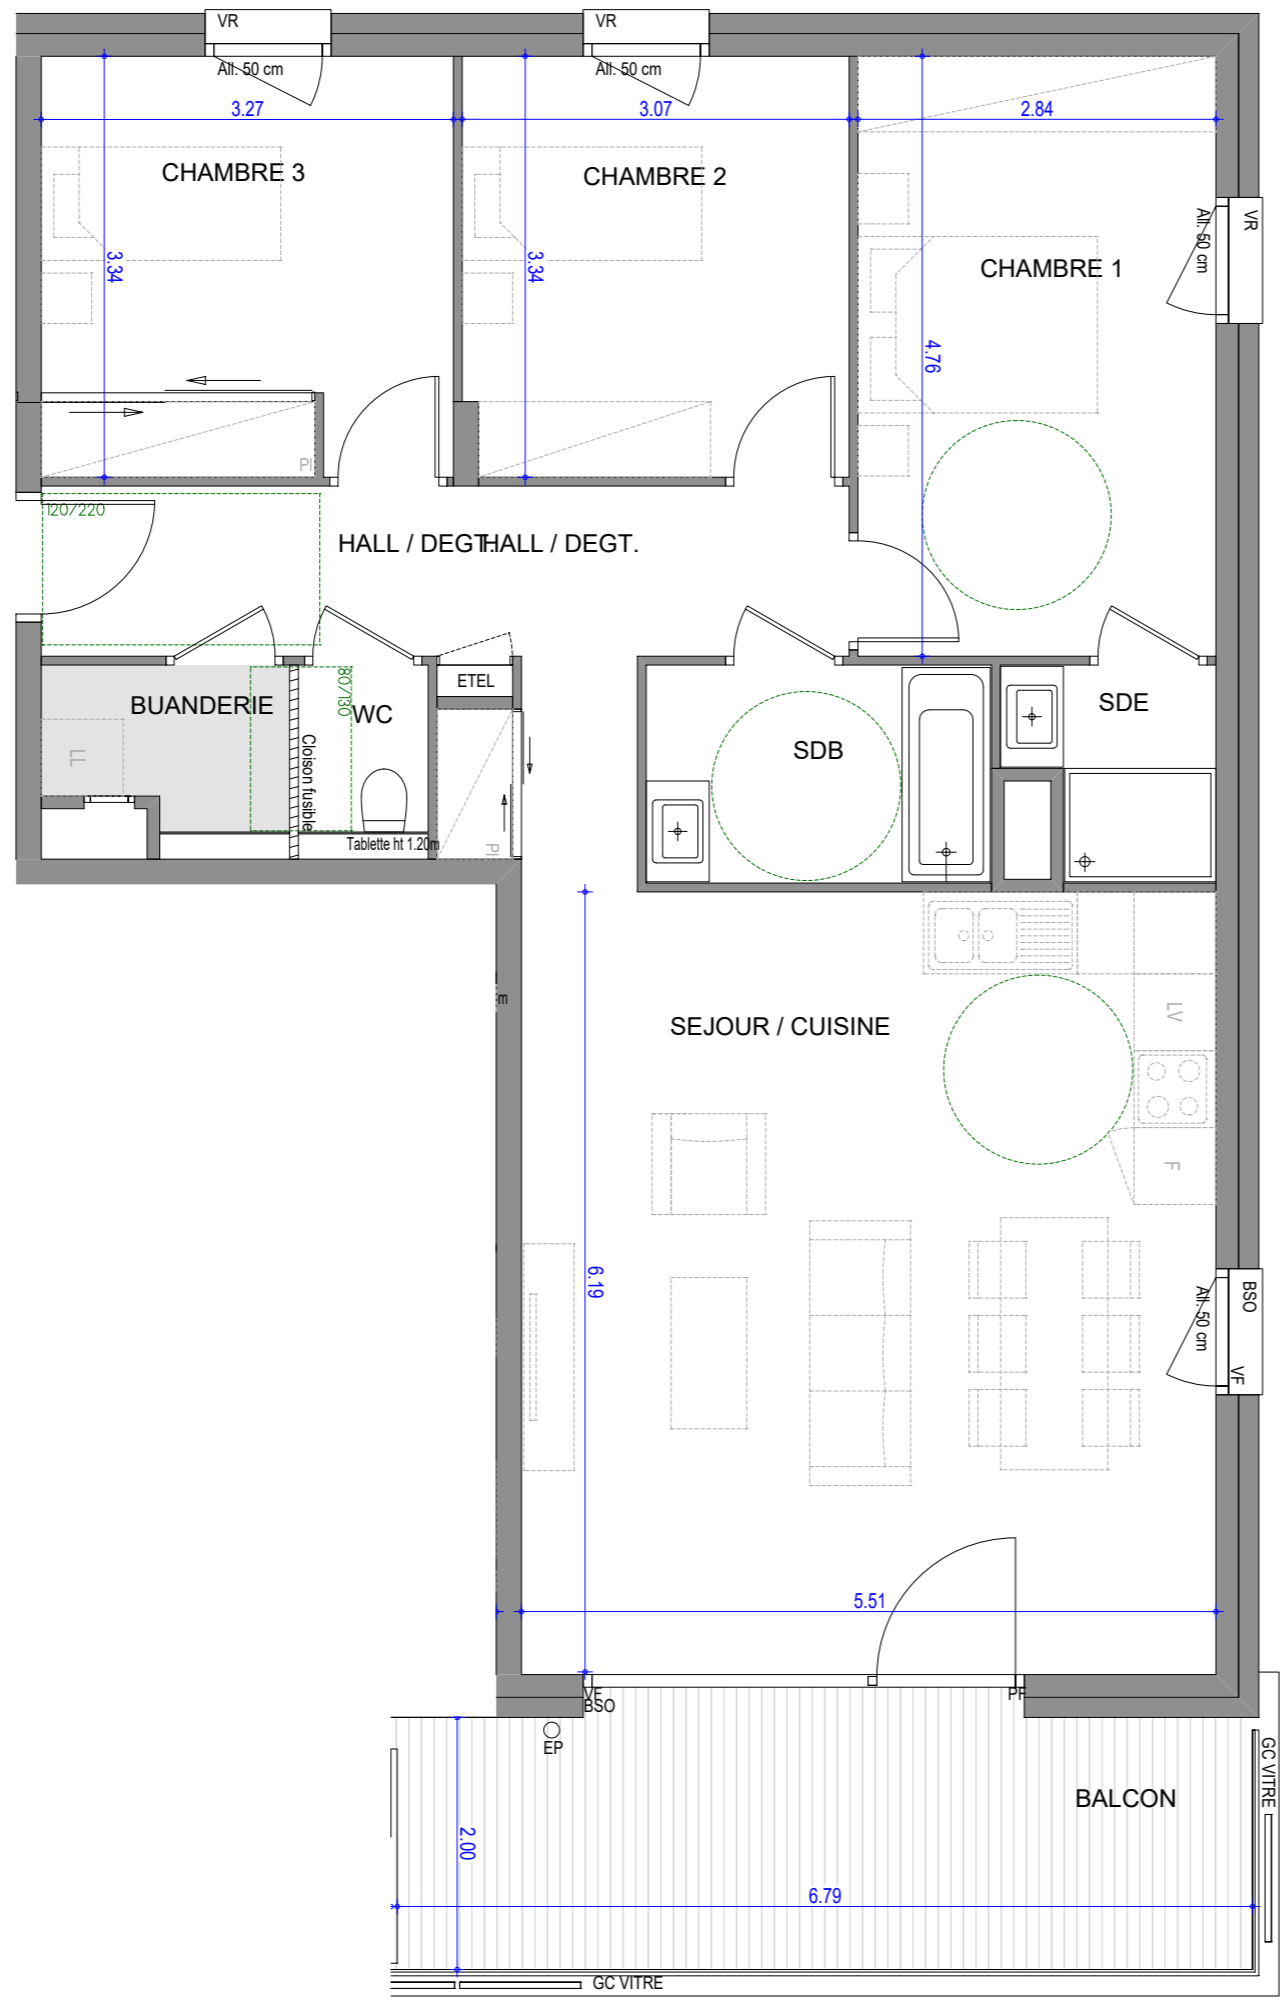 VR
VR
All. 50 cm
All. 50 cm
3.27
3.07
2.84
CHAMBRE 3
CHAMBRE 2
CHAMBRE 1
VR
All. 50 cm
3.34
3.34
4.76
Pl
120/220
HALL / DEGT.
HALL / DEGT.
BUANDERIE
80/130
WC
ETEL
SDE
SDB
LL
Cloison fusible
Tablette ht 1.20m
Pl
m
SEJOUR / CUISINE
LV
F
6.19
BSO
All. 50 cm
VF
5.51
VF
BSO
PF
EP
GC VITRE
BALCON
2.00
6.79
GC VITRE